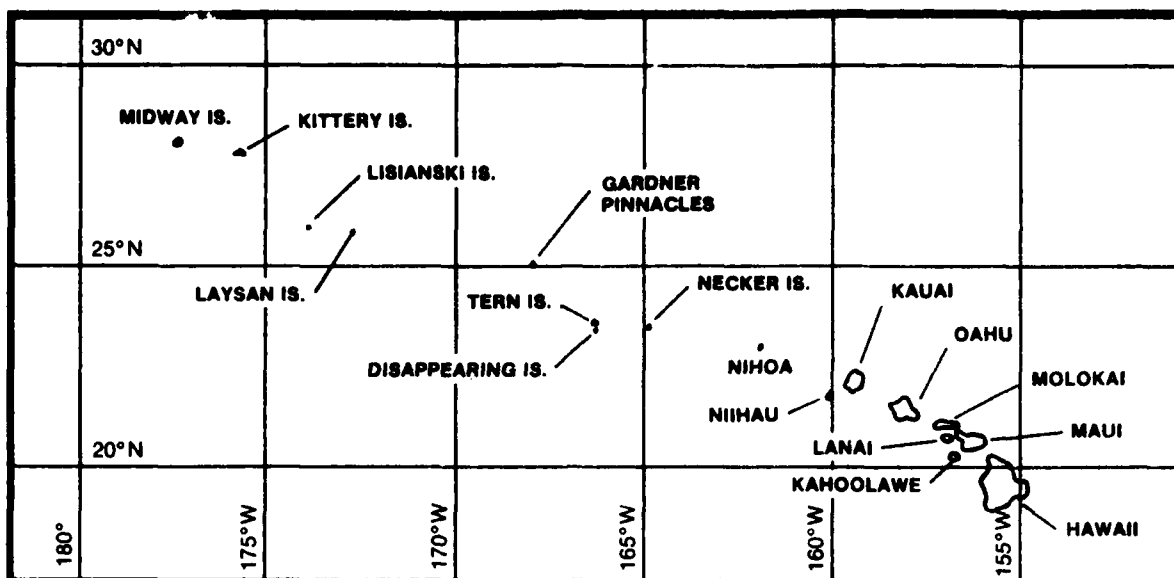 30°N
MIDWAY IS.
KITTERY IS.
LISIANSKI IS.
GARDNER
PINNACLES
25°N
LAYSAN IS.
TERN IS.
NECKER IS.
KAUAI
OAHU
DISAPPEARING IS.
NIHOA
MOLOKAI
NIIHAU
MAUI
LANAI
20°N
KAHOOLAWE
HAWAII
180°
175°W
170°W
165°W
160°W
155°W